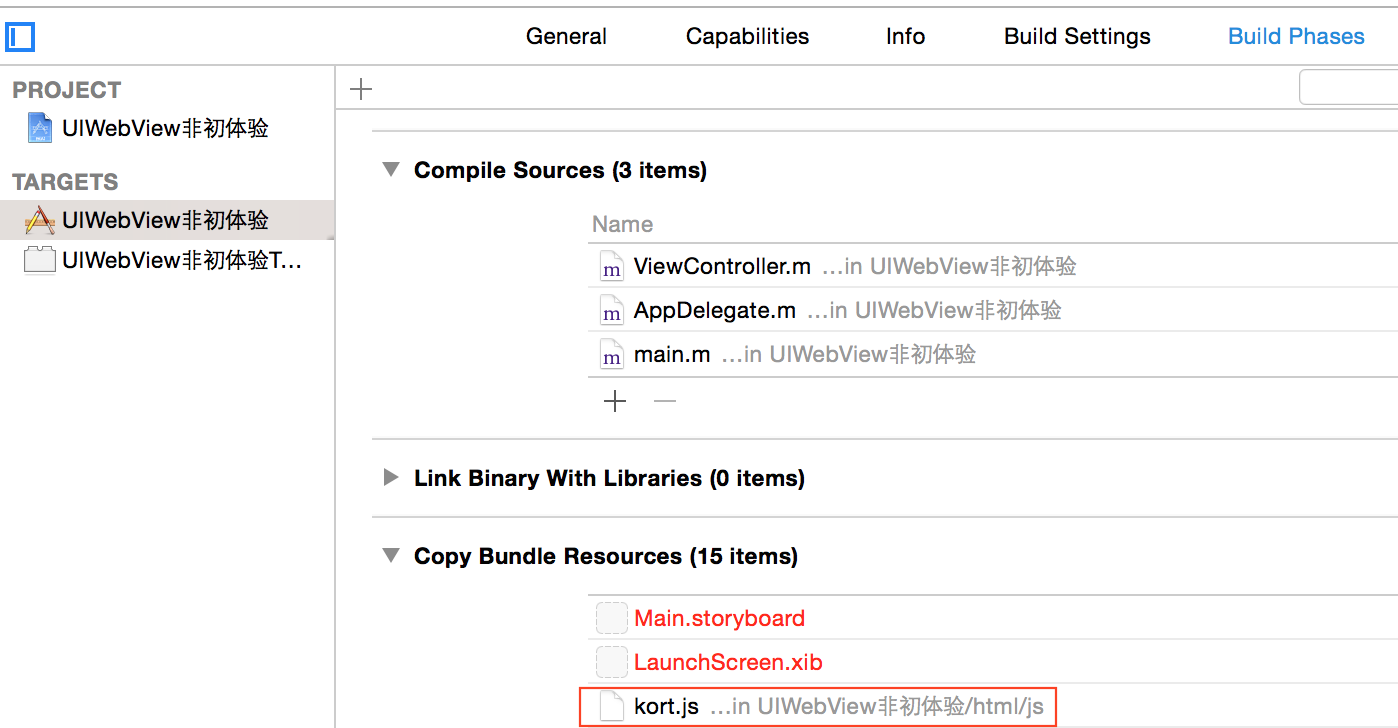 General Capabilities Info Build Settings Build Phases
PROJECT
UIWebView非初体验
TARGETS
UIWebView非初体验
UIWebView非初体验T...
Compile Sources (3 items)
Name
ViewController.m ...in UIWebView非初体验
AppDelegate.m ...in UIWebView非初体验
main.m ...in UIWebView非初体验
Link Binary With Libraries (0 items)
Copy Bundle Resources (15 items)
Main.storyboard
LaunchScreen.xib
kort.js ...in UIWebView非初体验/html/js